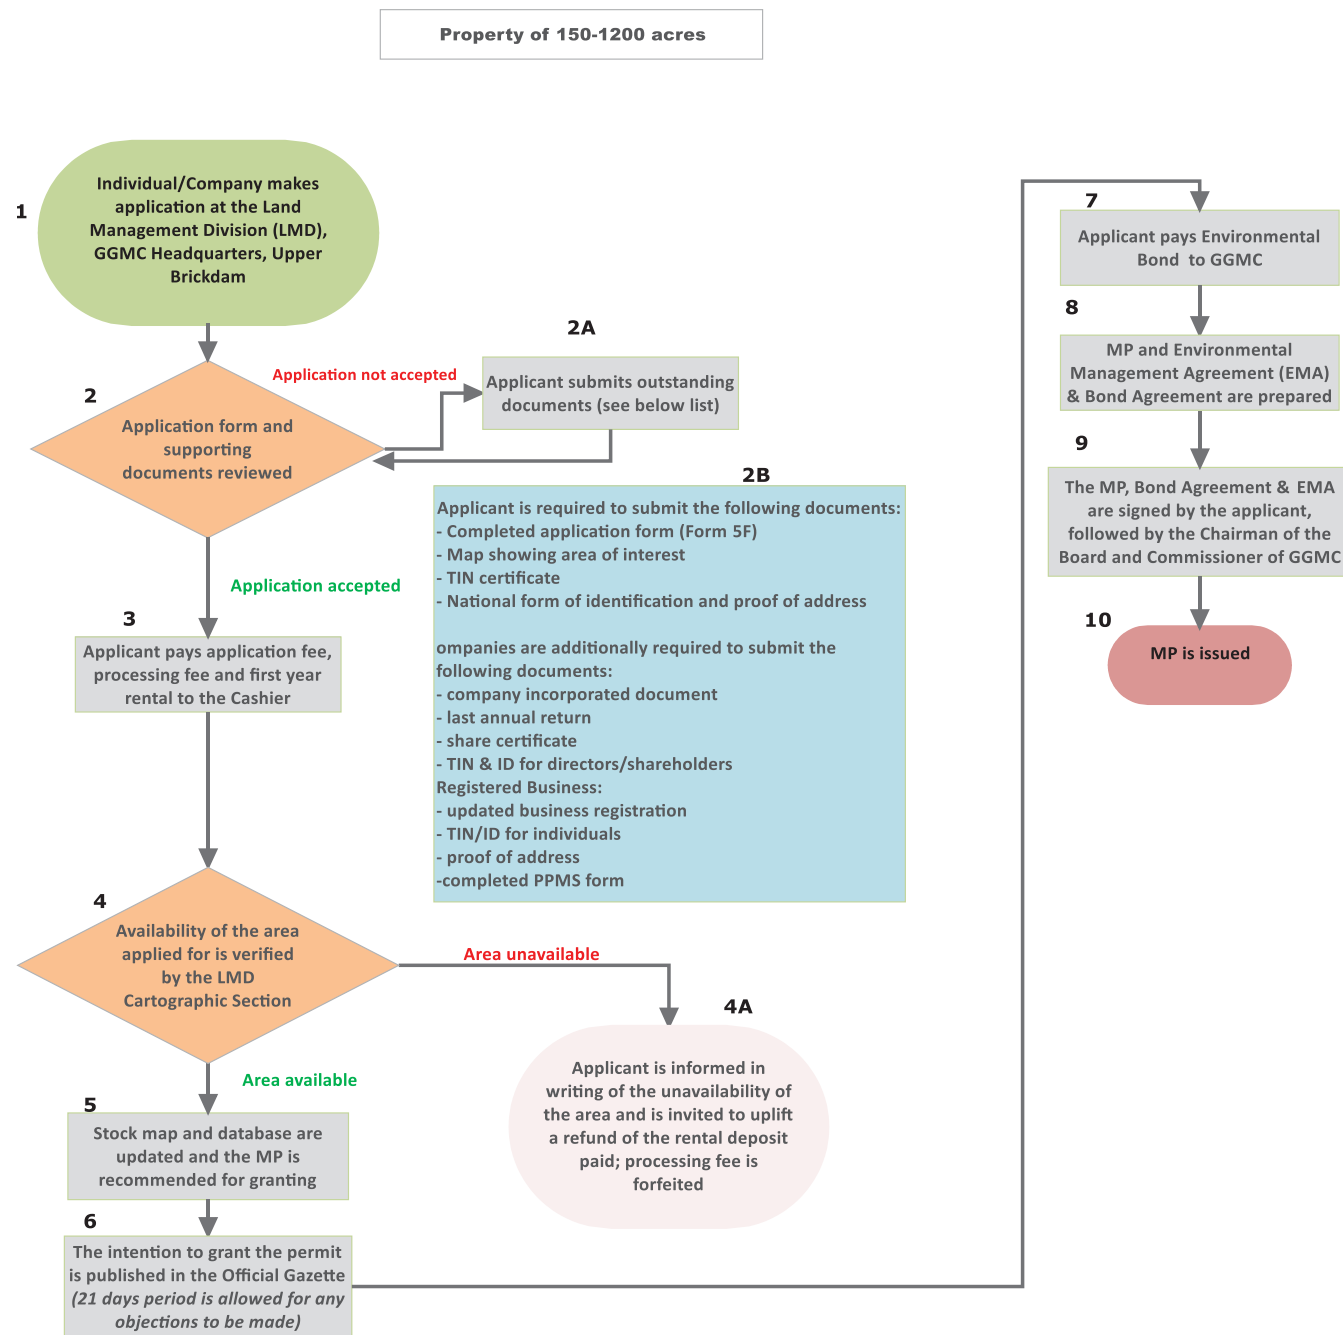 Property of 150-1200 acres
1
Individual/Company makes
application at the Land
Management Division (LMD),
GGMC Headquarters, Upper
Brickdam
2
Application form and
supporting
documents reviewed
Application not accepted
2A
Applicant submits outstanding
documents (see below list)
2B
Applicant is required to submit the following documents:
- Completed application form (Form 5F)
- Map showing area of interest
- TIN certificate
- National form of identification and proof of address
ompanies are additionally required to submit the
following documents:
- company incorporated document
- last annual return
- share certificate
- TIN & ID for directors/shareholders
Registered Business:
- updated business registration
- TIN/ID for individuals
- proof of address
-completed PPMS form
Application accepted
3
Applicant pays application fee,
processing fee and first year
rental to the Cashier
4
Availability of the area
applied for is verified
by the LMD
Cartographic Section
Area unavailable
4A
Applicant is informed in
writing of the unavailability of
the area and is invited to uplift
a refund of the rental deposit
paid; processing fee is
forfeited
Area available
5
Stock map and database are
updated and the MP is
recommended for granting
6
The intention to grant the permit
is published in the Official Gazette
(21 days period is allowed for any
objections to be made)
7
Applicant pays Environmental
Bond to GGMC
8
MP and Environmental
Management Agreement (EMA)
& Bond Agreement are prepared
9
The MP, Bond Agreement & EMA
are signed by the applicant,
followed by the Chairman of the
Board and Commissioner of GGMC
10
MP is issued